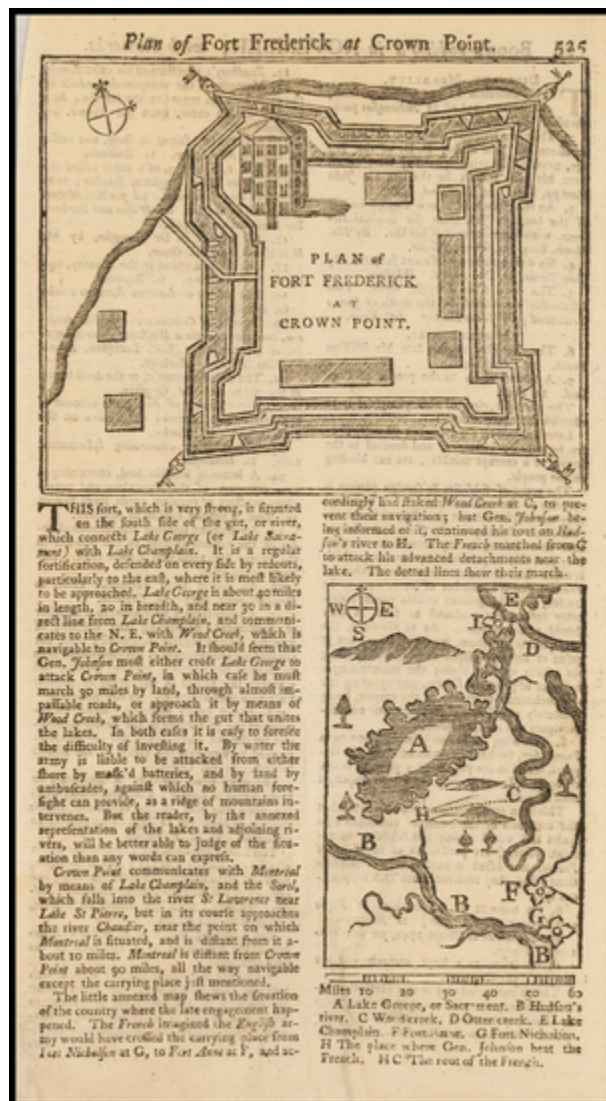 Plan of Fort Frederick at Crown Point. 525
PLAN of
FORT FREDERICK
AT
CROWN POINT.
THIS fort, which is very strong, is situated
on the south side of the gut, or river,
which connects Lake George (or Lake Sacra-
ment) with Lake Champlain. It is a regular
fortification, defended on every side by redouts,
particularly to the east, where it is most likely
to be approached. Lake George is about 40 miles
in length, 20 in breadth, and near 30 in a di-
rect line from Lake Champlain, and communi-
cates to the N. E. with Wood Creek, which is
navigable to Crown Point. It should seem that
Gen. Johnson must either cross Lake George to
attack Crown Point, in which case he must
march 30 miles by land, through almost im-
passable roads, or approach it by means of
Wood Creek, which forms the gut that unites
the lakes. In both cases it is easy to foresee
the difficulty of investing it. By water the
army is liable to be attacked from either
shore by mask'd batteries, and by land by
ambuscades, against which no human fore-
sight can provide, as a ridge of mountains in-
tervenes. But the reader, by the annexed
representation of the lakes and adjoining ri-
vers, will be better able to judge of the situ-
ation than any words can express.
Crown Point communicates with Montreal
by means of Lake Champlain, and the Sorel,
which falls into the river St Lawrence near
Lake St Pierre, but in its course approaches
the river Chaudier, near the point on which
Montreal is situated, and is distant from it a-
bout 10 miles. Montreal is distant from Crown
Point about 90 miles, all the way navigable
except the carrying place just mentioned.
The little annexed map shews the situation
of the country where the late engagement hap-
pened. The French imagined the English ar-
my would have crossed the carrying place from
Fort Nicholson at G, to Fort Anne at F, and ac-
cordingly had staked Wood Creek at C, to pre-
vent their navigation; but Gen. Johnson be-
ing informed of it, continued his rout on Hud-
son's river to H. The French marched from C
to attack his advanced detachments near the
lake. The dotted lines shew their march.
W E
S
E
I
D
A
C
H
B
F
B
G
B
Miles 10 20 30 40 50 60
A Lake George, or Sacrement. B Hudson's
river. C Woodcreek. D Otter creek. E Lake
Champlain. F Fort Anne. G Fort Nicholson.
H The place where Gen. Johnson beat the
French. H C The rout of the French.